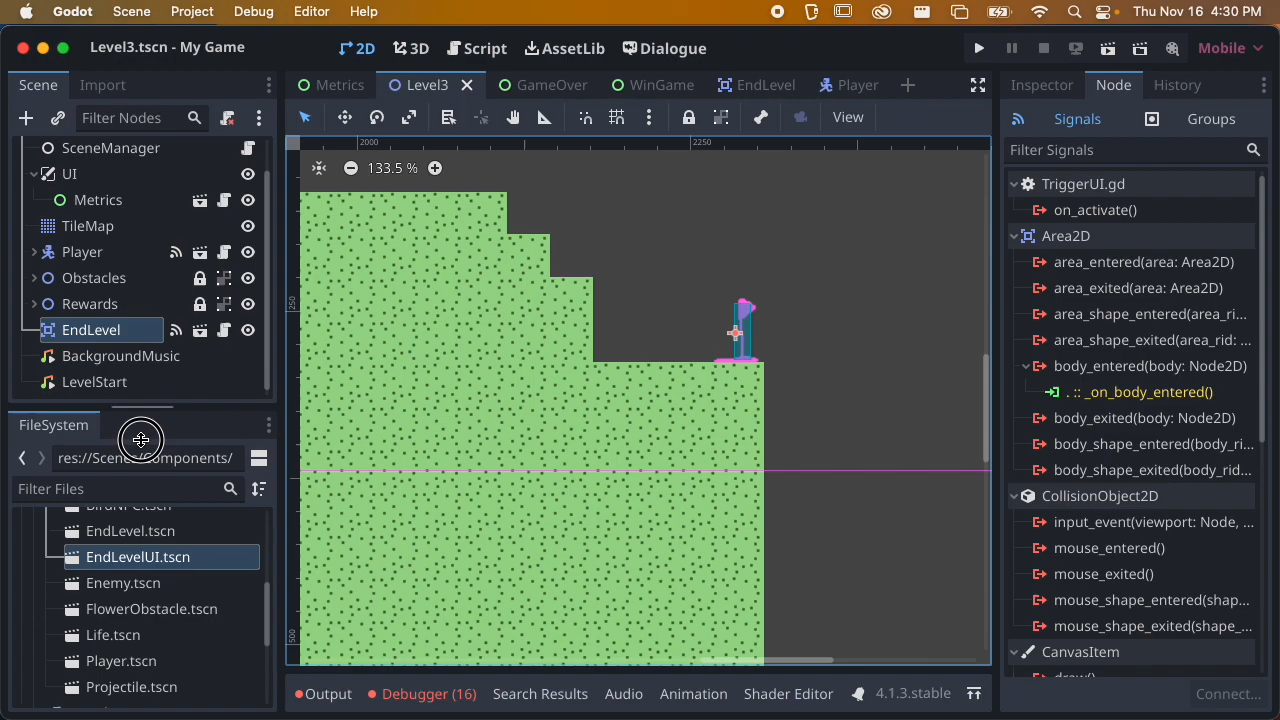 Godot Scene Project Debug Editor Help Thu Nov 16 4:30 PM
Level3.tscn - My Game 2D 3D Script AssetLib Dialogue Mobile
Scene Import
Metrics Level3 GameOver WinGame EndLevel Player
Inspector Node History
Filter Nodes
View
Signals Groups
2000 2250
Filter Signals
133.5 %
250
500
SceneManager
UI
Metrics
TileMap
Player
Obstacles
Rewards
EndLevel
BackgroundMusic
LevelStart
FileSystem
Filter Files
EndLevel.tscn
EndLevelUI.tscn
Enemy.tscn
FlowerObstacle.tscn
Life.tscn
Player.tscn
Projectile.tscn
Output Debugger (16) Search Results Audio Animation Shader Editor 4.1.3.stable
TriggerUI.gd
on_activate()
Area2D
area_entered(area: Area2D)
area_exited(area: Area2D)
area_shape_entered(area_ri...
area_shape_exited(area_rid: ...
body_entered(body: Node2D)
. :: _on_body_entered()
body_exited(body: Node2D)
body_shape_entered(body_ri...
body_shape_exited(body_rid...
CollisionObject2D
input_event(viewport: Node, ...
mouse_entered()
mouse_exited()
mouse_shape_entered(shap...
mouse_shape_exited(shape_...
CanvasItem
Connect...